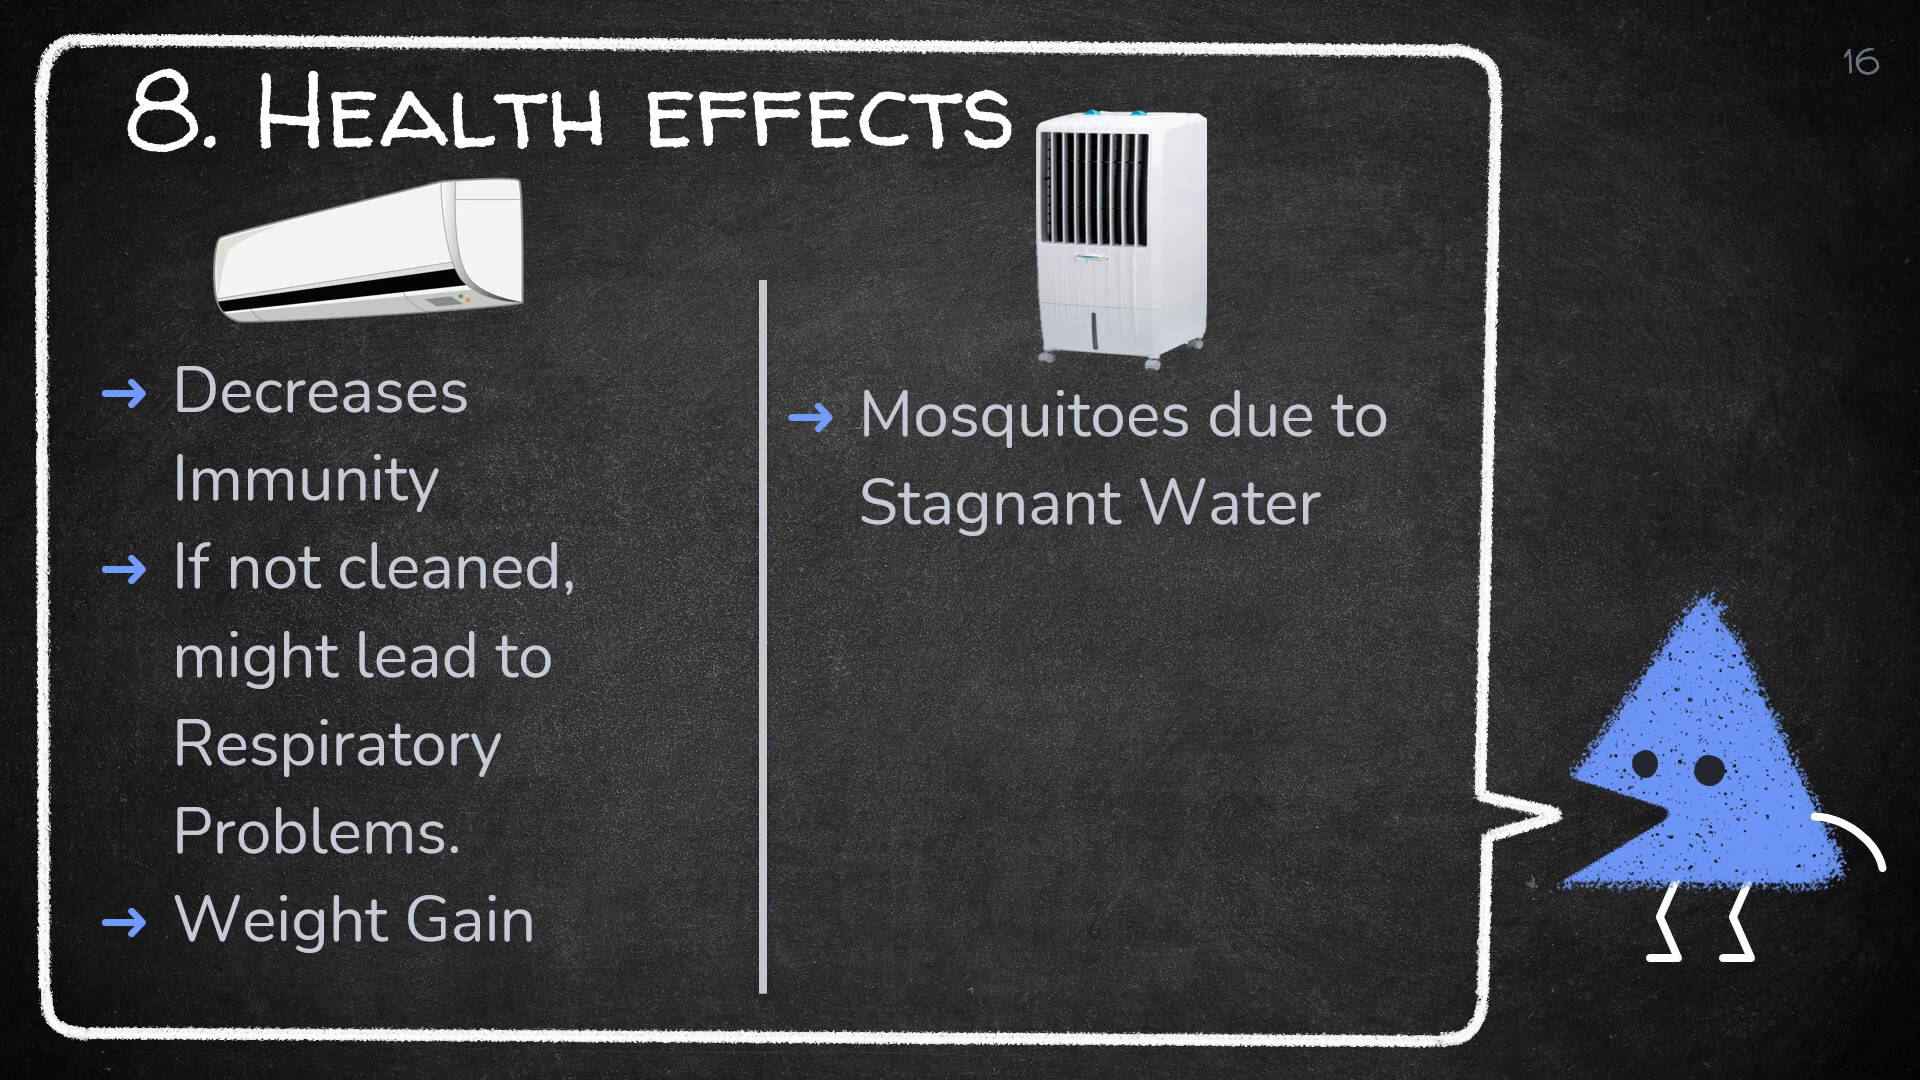 16
8. Health effects
Decreases
Immunity
If not cleaned,
might lead to
Respiratory
Problems.
Weight Gain
Mosquitoes due to
Stagnant Water